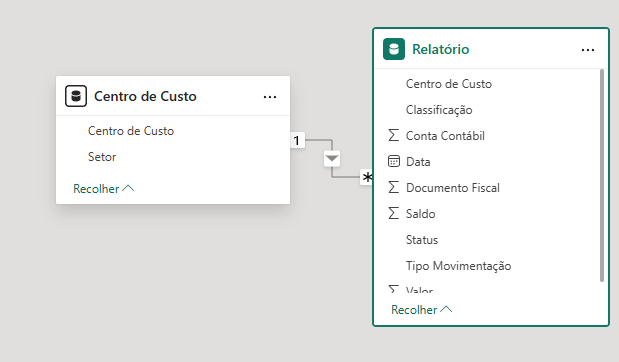 Centro de Custo
...
Centro de Custo
Setor
Recolher
1
*
Relatório
...
Centro de Custo
Classificação
Σ Conta Contábil
Data
Σ Documento Fiscal
Σ Saldo
Status
Tipo Movimentação
Σ Valor
Recolher